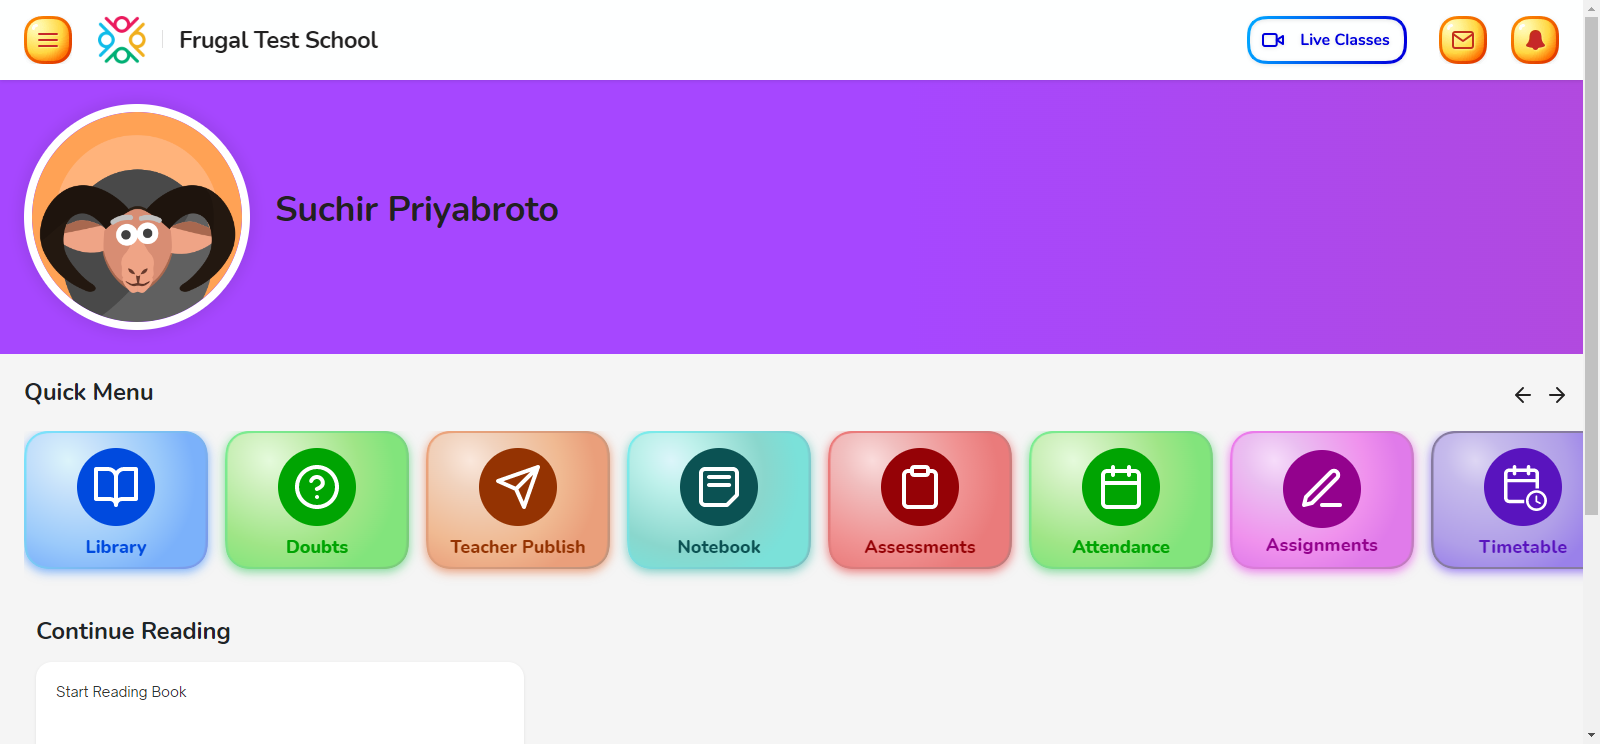 Frugal Test School
Live Classes
Suchir Priyabroto
Quick Menu
Library
Doubts
Teacher Publish
Notebook
Assessments
Attendance
Assignments
Timetable
Continue Reading
Start Reading Book